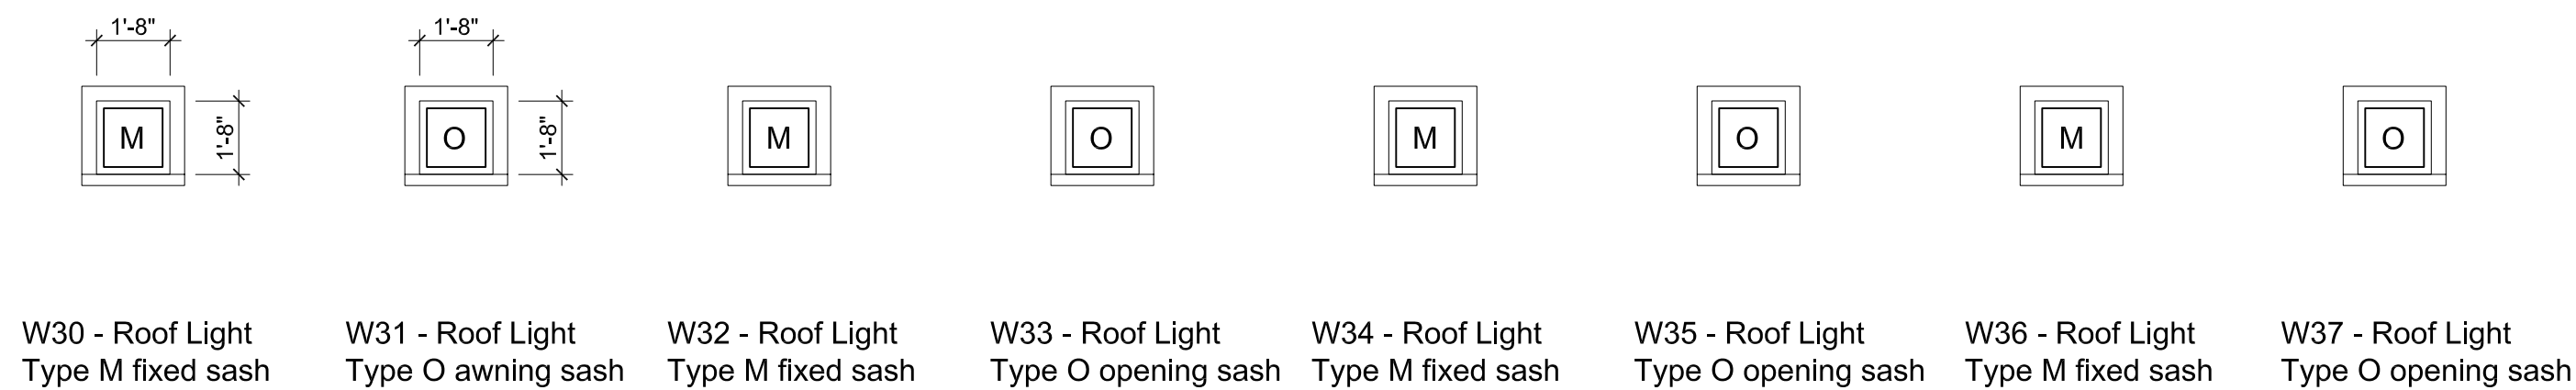 1'-8"
1'-8"
M
1'-8"
O
1'-8"
M
O
M
O
M
O
W30 - Roof Light
Type M fixed sash
W31 - Roof Light
Type O awning sash
W32 - Roof Light
Type M fixed sash
W33 - Roof Light
Type O opening sash
W34 - Roof Light
Type M fixed sash
W35 - Roof Light
Type O opening sash
W36 - Roof Light
Type M fixed sash
W37 - Roof Light
Type O opening sash